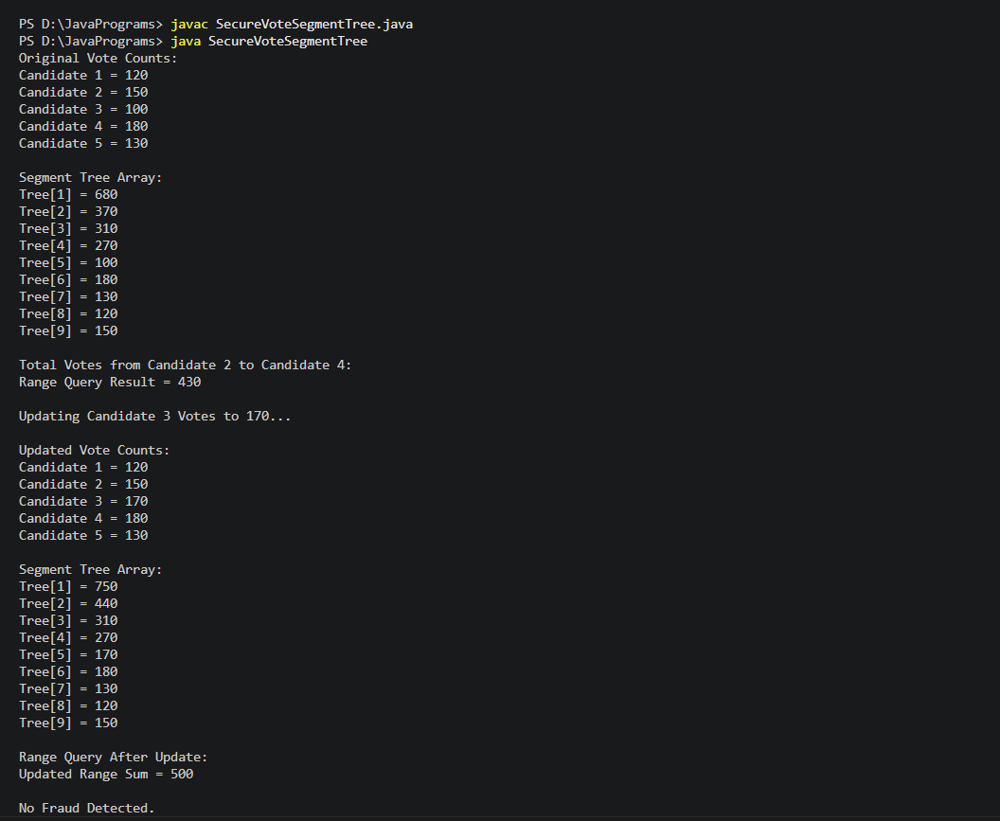 PS D:\JavaPrograms> javac SecureVoteSegmentTree.java
PS D:\JavaPrograms> java SecureVoteSegmentTree
Original Vote Counts:
Candidate 1 = 120
Candidate 2 = 150
Candidate 3 = 100
Candidate 4 = 180
Candidate 5 = 130

Segment Tree Array:
Tree[1] = 680
Tree[2] = 370
Tree[3] = 310
Tree[4] = 270
Tree[5] = 100
Tree[6] = 180
Tree[7] = 130
Tree[8] = 120
Tree[9] = 150

Total Votes from Candidate 2 to Candidate 4:
Range Query Result = 430

Updating Candidate 3 Votes to 170...

Updated Vote Counts:
Candidate 1 = 120
Candidate 2 = 150
Candidate 3 = 170
Candidate 4 = 180
Candidate 5 = 130

Segment Tree Array:
Tree[1] = 750
Tree[2] = 440
Tree[3] = 310
Tree[4] = 270
Tree[5] = 170
Tree[6] = 180
Tree[7] = 130
Tree[8] = 120
Tree[9] = 150

Range Query After Update:
Updated Range Sum = 500

No Fraud Detected.